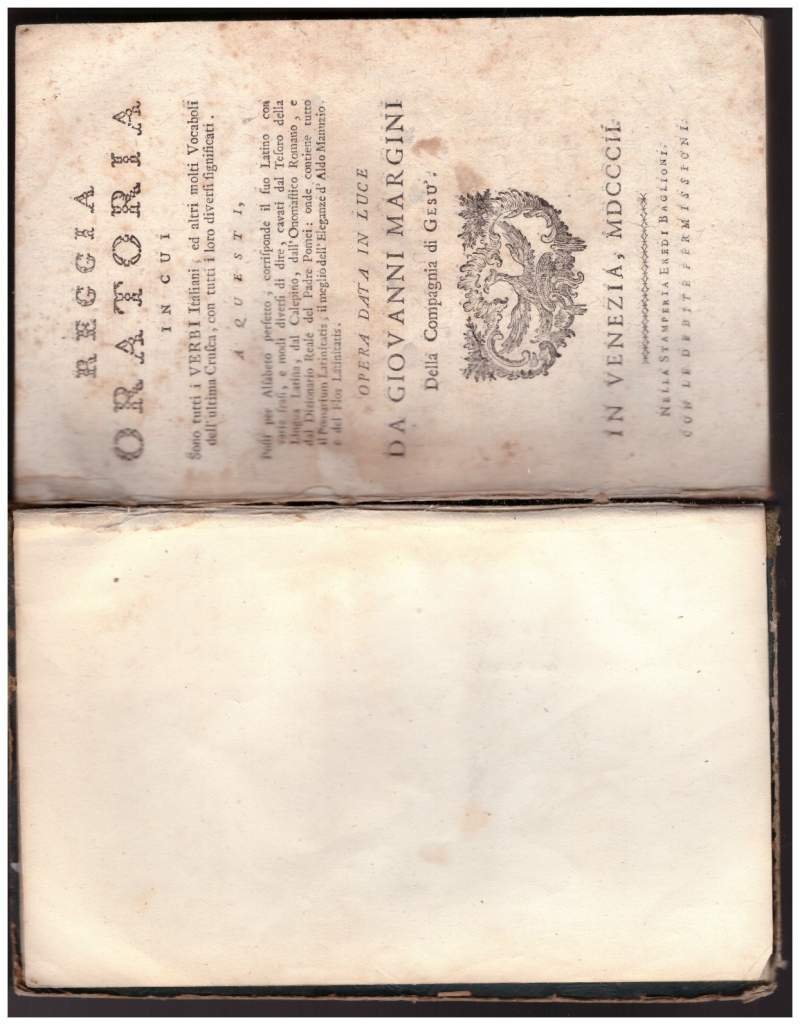 REGGIA
ORATORIA
IN CUI
Sono tutti i VERBI Italiani, ed altri molti Vocaboli
dell'ultima Crusca, con tutti i loro diversi significati.
A QUESTI,
Posti per Alfabeto perfetto, corrisponde il suo Latino con
varie frasi, e modi diversi di dire, cavati dal Tesoro della
Lingua Latina, dal Calepino, dall'Onomastico Romano, e
dal Dizionario Reale del Padre Pomei: onde contiene tutto
il Pennarium Latinitatis, il meglio dell'Eleganze d'Aldo Manuzio,
e del Flos Latinitatis.
OPERA DATA IN LUCE
DA GIOVANNI MARGINI
Della Compagnia di GESU'.
IN VENEZIA, MDCCCII.
NELLA STAMPERIA EREDI BAGLIONI.
CON LE DEBITE PERMISSIONI.